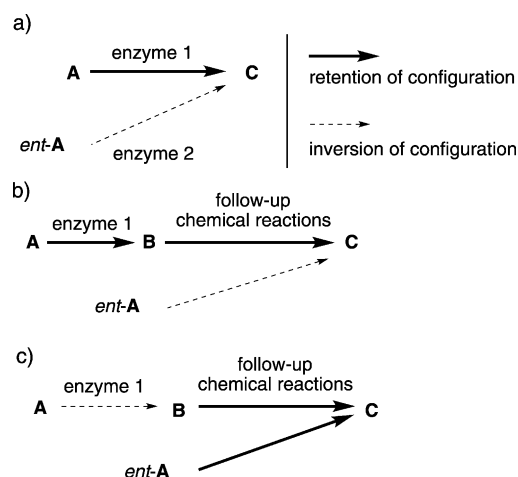 a)
enzyme 1
A
C
retention of configuration
ent-A
enzyme 2
inversion of configuration
b)
follow-up
chemical reactions
enzyme 1
A
B
C
ent-A
c)
follow-up
chemical reactions
enzyme 1
A
B
C
ent-A